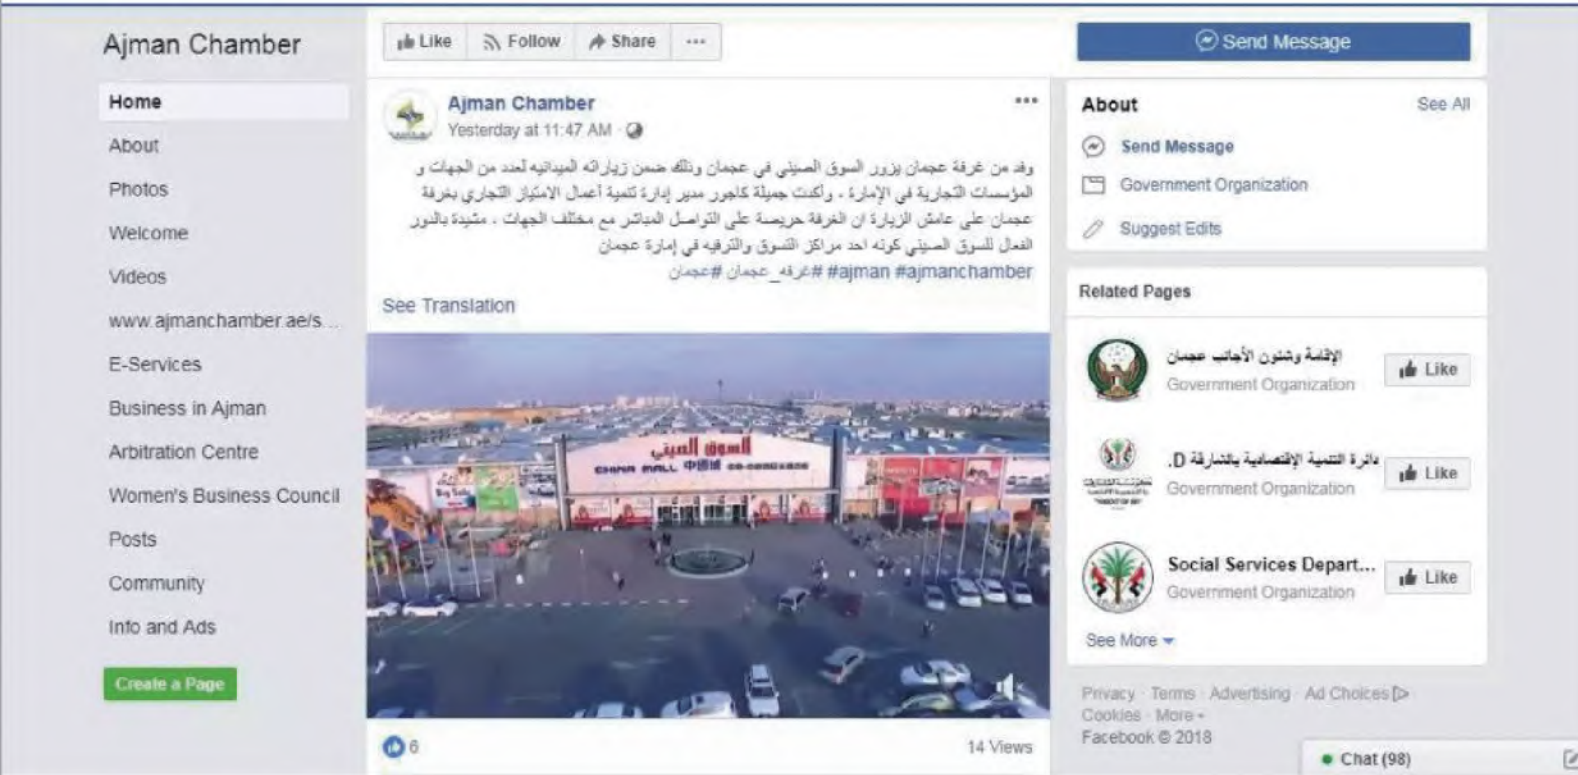 Ajman Chamber
Home
About
Photos
Welcome
Videos
www.ajmanchamber.ae/s...
E-Services
Business in Ajman
Arbitration Centre
Women's Business Council
Posts
Community
Info and Ads
Create a Page
Like Follow Share
Ajman Chamber
Yesterday at 11:47 AM
وفد من غرفة عجمان يزور السوق الصيني في عجمان وذلك ضمن زياراته الميدانيه لعدد من الجهات و
المؤسسات التجارية في الإمارة ، وأكدت جميلة كاجور مدير إدارة تنمية أعمال الامتياز التجاري بغرفة
عجمان على هامش الزيارة ان الغرفة حريصة على التواصل المباشر مع مختلف الجهات ، مشيدة بالدور
الفعال للسوق الصيني كونه احد مراكز التسوق والترفيه في إمارة عجمان
#ajman #ajmanchamber #غرفه_عجمان #عجمان
See Translation
السوق الصيني
CHINA MALL 中国城
Big Sale
6
14 Views
Send Message
About
See All
Send Message
Government Organization
Suggest Edits
Related Pages
الإقامة وشئون الأجانب عجمان
Government Organization
Like
دائرة التنمية الإقتصادية بالشارقة D.
Government Organization
Like
Social Services Depart...
Government Organization
Like
See More
Privacy · Terms · Advertising · Ad Choices
Cookies · More
Facebook © 2018
Chat (98)